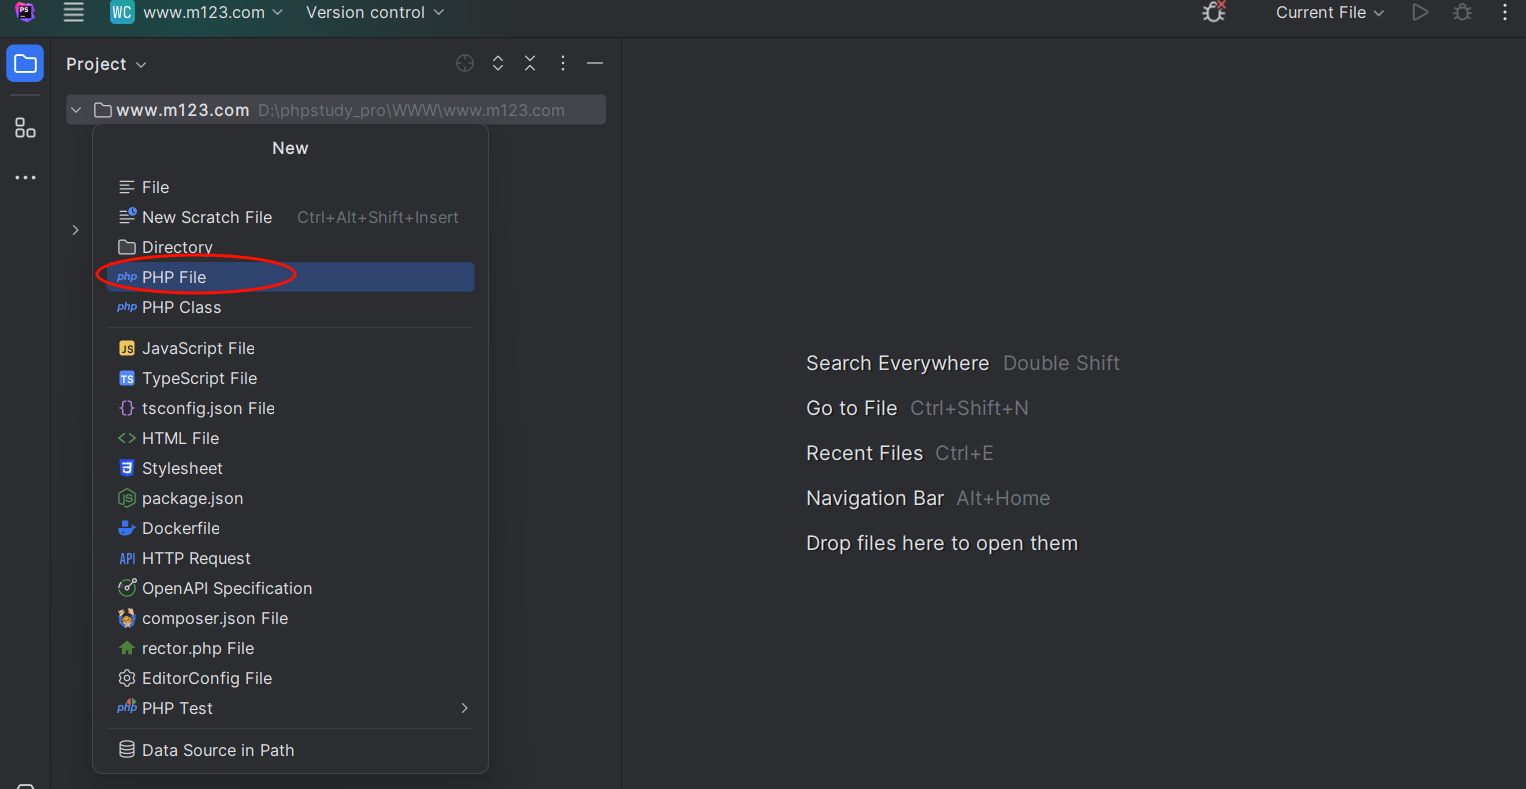 PS
WC www.m123.com Version control Current File
Project
www.m123.com D:\phpstudy_pro\WWW\www.m123.com
New
File
New Scratch File Ctrl+Alt+Shift+Insert
Directory
php PHP File
php PHP Class
JS JavaScript File
TS TypeScript File
{} tsconfig.json File
<> HTML File
Stylesheet
JS package.json
Dockerfile
API HTTP Request
OpenAPI Specification
composer.json File
rector.php File
EditorConfig File
php PHP Test
Data Source in Path
Search Everywhere Double Shift
Go to File Ctrl+Shift+N
Recent Files Ctrl+E
Navigation Bar Alt+Home
Drop files here to open them